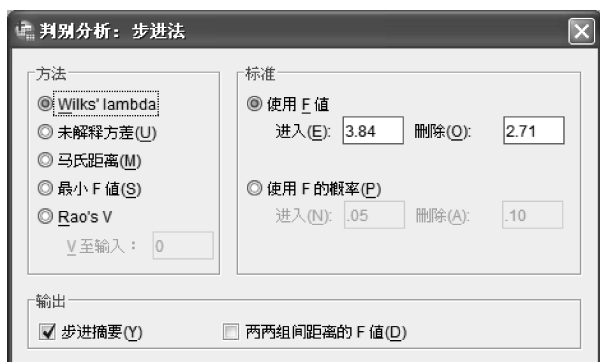 判别分析：步进法
方法
Wilks' lambda
未解释方差(U)
马氏距离(M)
最小 F 值(S)
Rao's V
V 至输入： 0
标准
使用 F 值
进入(E): 3.84 删除(O): 2.71
使用 F 的概率(P)
进入(N): .05 删除(A): .10
输出
步进摘要(Y) 两两组间距离的 F 值(D)